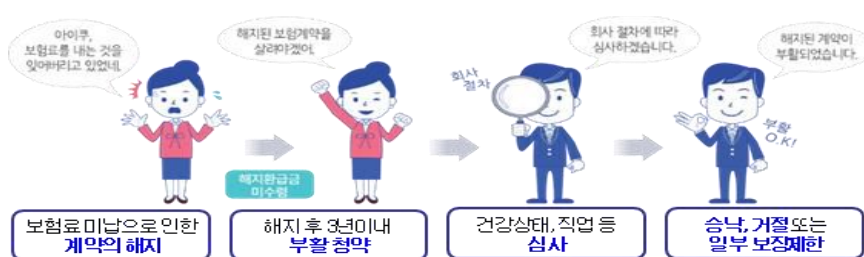 아이쿠,
보험료를 내는 것을
잊어버리고 있었네.
해지된 보험계약을
살려야겠어.
회사 절차에 따라
심사하겠습니다.
해지된 계약이
부활되었습니다.
회사
절차
부활
O.K!
해지환급금
미수령
보험료 미납으로 인한
계약의 해지
해지 후 3년이내
부활 청약
건강상태, 직업 등
심사
승낙, 거절 또는
일부 보장제한